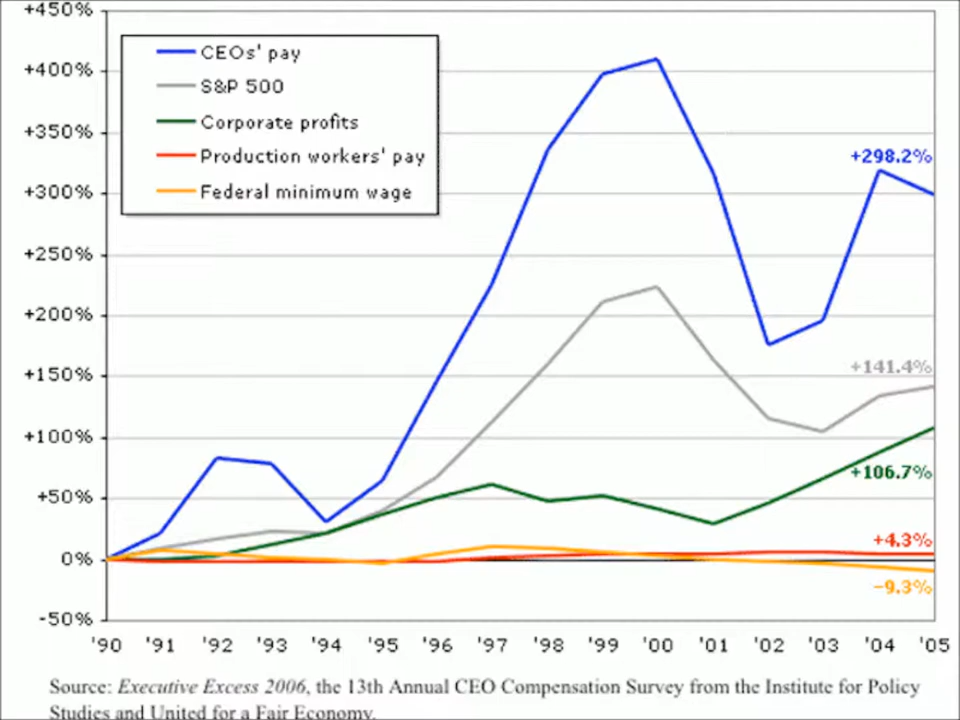 +450%
+400%
+350%
+300%
+250%
+200%
+150%
+100%
+50%
0%
-50%
CEOs' pay
S&P 500
Corporate profits
Production workers' pay
Federal minimum wage
+298.2%
+141.4%
+106.7%
+4.3%
−9.3%
'90 '91 '92 '93 '94 '95 '96 '97 '98 '99 '00 '01 '02 '03 '04 '05
Source: Executive Excess 2006, the 13th Annual CEO Compensation Survey from the Institute for Policy
Studies and United for a Fair Economy.